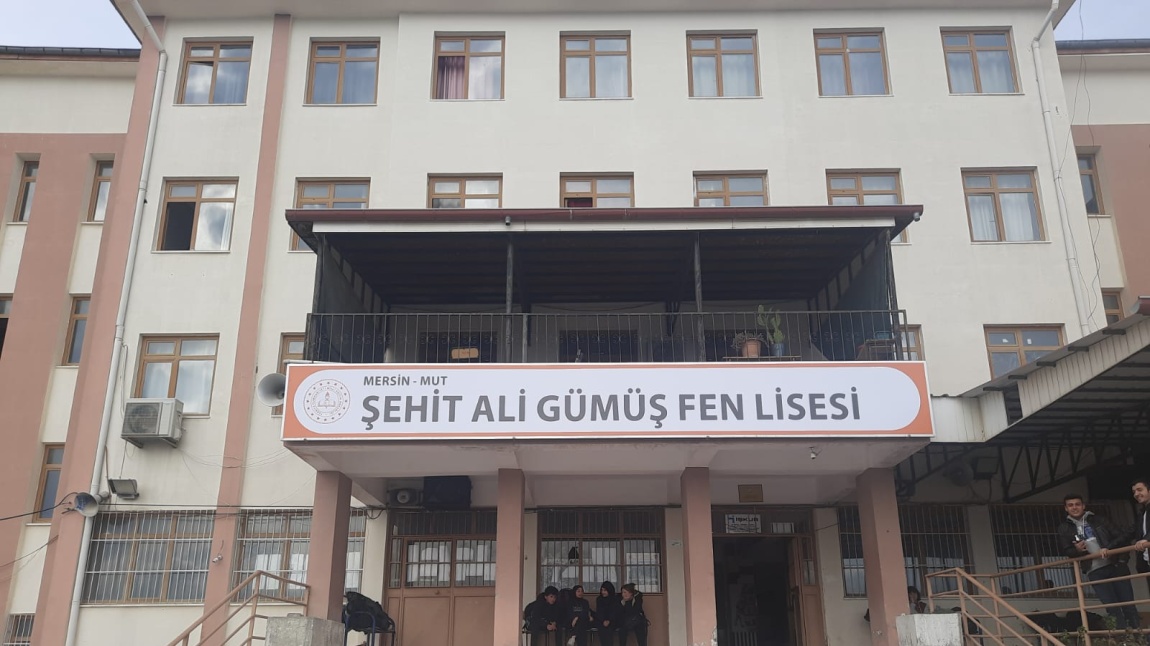 MERSİN - MUT
ŞEHİT ALİ GÜMÜŞ FEN LİSESİ